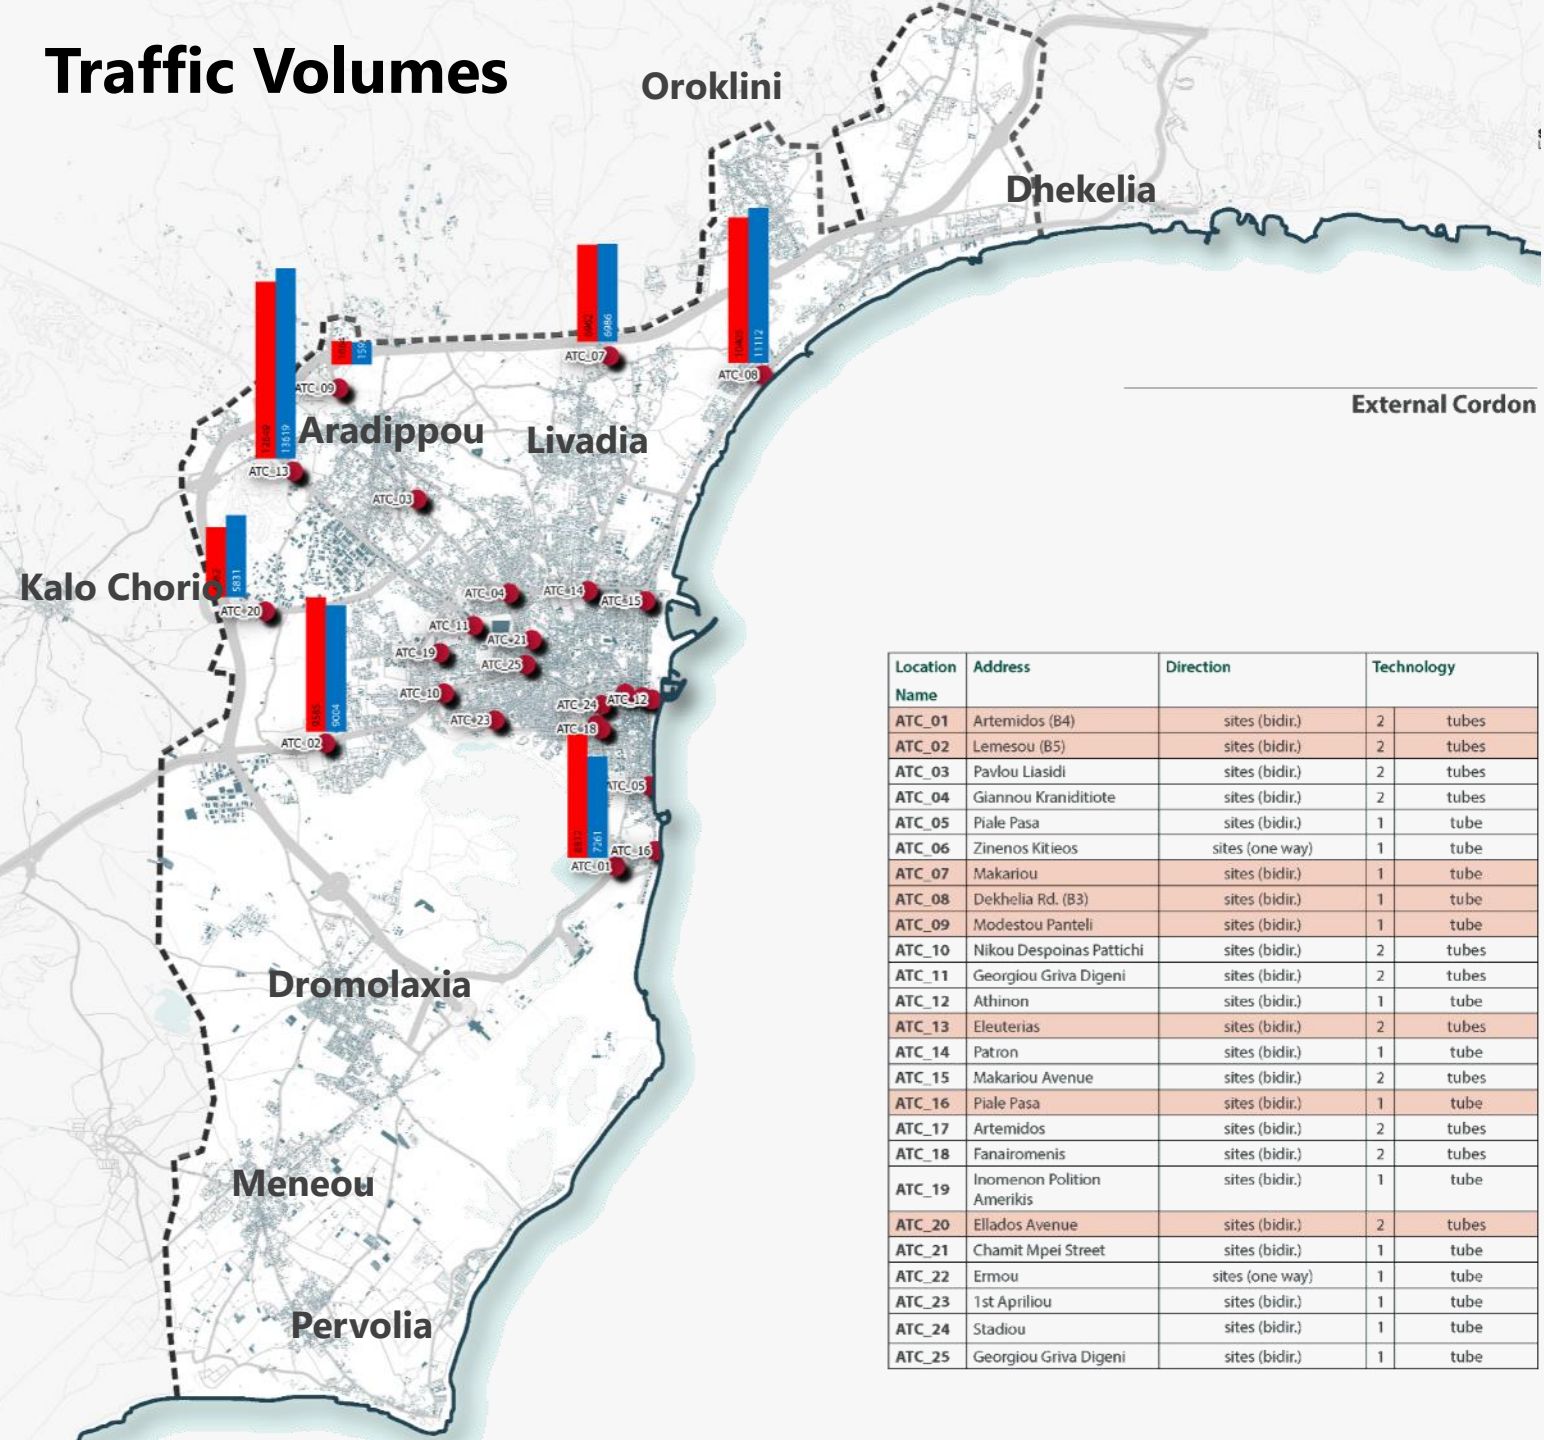 Traffic Volumes
Oroklini
Dhekelia
6986
11112
ATC_07
ATC_08
ATC_09
13619
Aradippou
Livadia
External Cordon
ATC_13
ATC_03
5831
Kalo Chorio
ATC_20
ATC_04
ATC_14
ATC_15
ATC_11
ATC_21
ATC_19
ATC_25
ATC_10
ATC_24
ATC_12
9004
ATC_23
ATC_18
ATC_02
7261
ATC_05
ATC_16
ATC_01
Dromolaxia
Meneou
Pervolia
Location Name Address Direction Technology
ATC_01 Artemidos (B4) sites (bidir.) 2 tubes
ATC_02 Lemesou (B5) sites (bidir.) 2 tubes
ATC_03 Pavlou Liasidi sites (bidir.) 2 tubes
ATC_04 Giannou Kraniditiote sites (bidir.) 2 tubes
ATC_05 Piale Pasa sites (bidir.) 1 tube
ATC_06 Zinenos Kitieos sites (one way) 1 tube
ATC_07 Makariou sites (bidir.) 1 tube
ATC_08 Dekhelia Rd. (B3) sites (bidir.) 1 tube
ATC_09 Modestou Panteli sites (bidir.) 1 tube
ATC_10 Nikou Despoinas Pattichi sites (bidir.) 2 tubes
ATC_11 Georgiou Griva Digeni sites (bidir.) 2 tubes
ATC_12 Athinon sites (bidir.) 1 tube
ATC_13 Eleuterias sites (bidir.) 2 tubes
ATC_14 Patron sites (bidir.) 1 tube
ATC_15 Makariou Avenue sites (bidir.) 2 tubes
ATC_16 Piale Pasa sites (bidir.) 1 tube
ATC_17 Artemidos sites (bidir.) 2 tubes
ATC_18 Fanairomenis sites (bidir.) 2 tubes
ATC_19 Inomenon Polition Amerikis sites (bidir.) 1 tube
ATC_20 Ellados Avenue sites (bidir.) 2 tubes
ATC_21 Chamit Mpei Street sites (bidir.) 1 tube
ATC_22 Ermou sites (one way) 1 tube
ATC_23 1st Apriliou sites (bidir.) 1 tube
ATC_24 Stadiou sites (bidir.) 1 tube
ATC_25 Georgiou Griva Digeni sites (bidir.) 1 tube